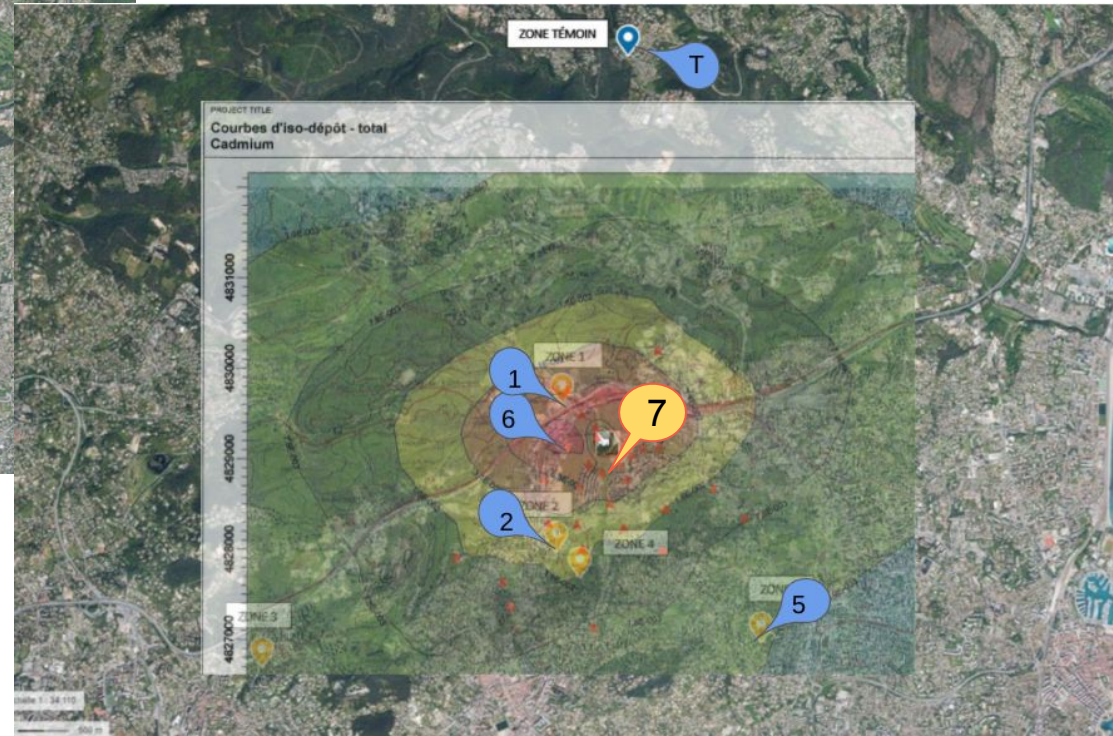 ZONE TÉMOIN
T
PROJECT TITLE:
Courbes d'iso-dépôt - total
Cadmium
4831000
4830000
4829000
4828000
4827000
ZONE 1
1
7
6
ZONE 2
2
ZONE 4
5
ZONE 3
500 m